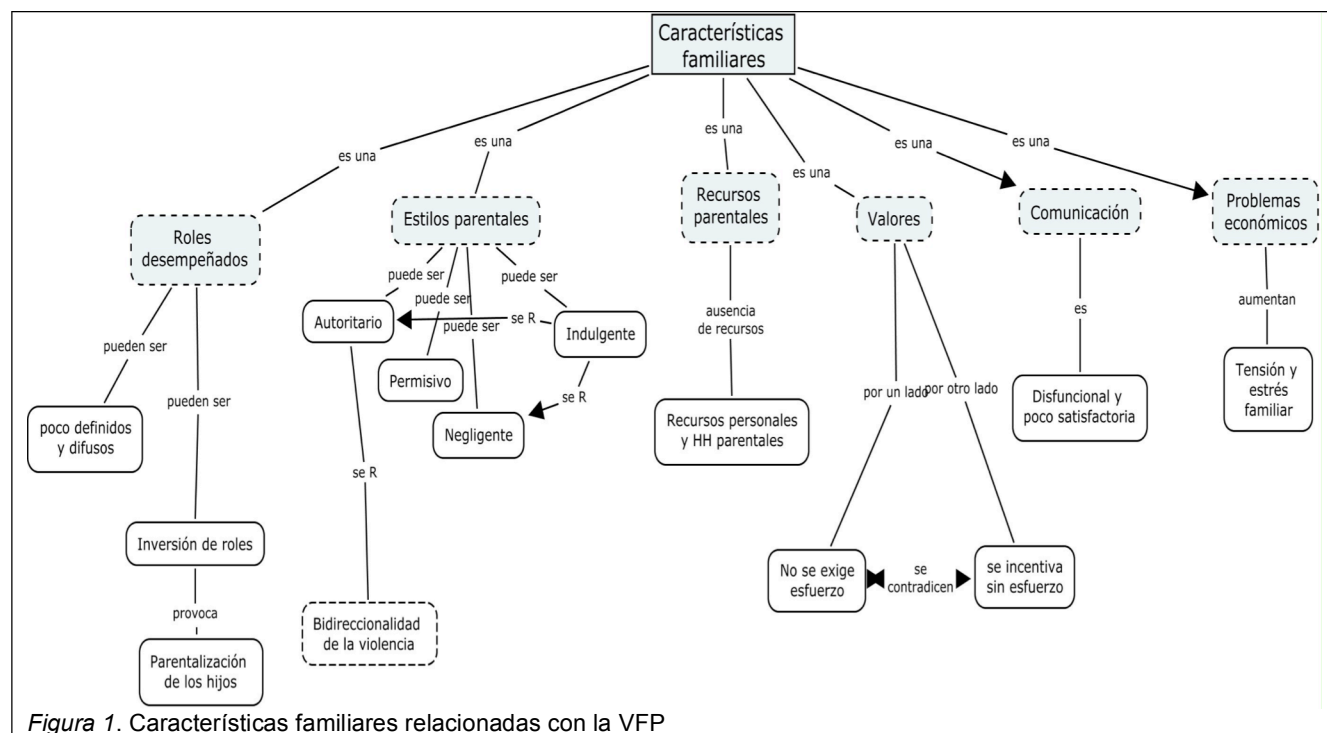 Características
familiares
es una
es una
es una
es una
es una
es una
Roles
desempeñados
Estilos parentales
Recursos
parentales
Valores
Comunicación
Problemas
económicos
pueden ser
pueden ser
puede ser
puede ser
puede ser
puede ser
ausencia
de recursos
por un lado
por otro lado
es
aumentan
poco definidos
y difusos
Autoritario
se R
Indulgente
Permisivo
se R
Negligente
Recursos personales
y HH parentales
Disfuncional y
poco satisfactoria
Tensión y
estrés
familiar
se R
Inversión de roles
provoca
Parentalización
de los hijos
Bidireccionalidad
de la violencia
No se exige
esfuerzo
se
contradicen
se incentiva
sin esfuerzo
Figura 1. Características familiares relacionadas con la VFP